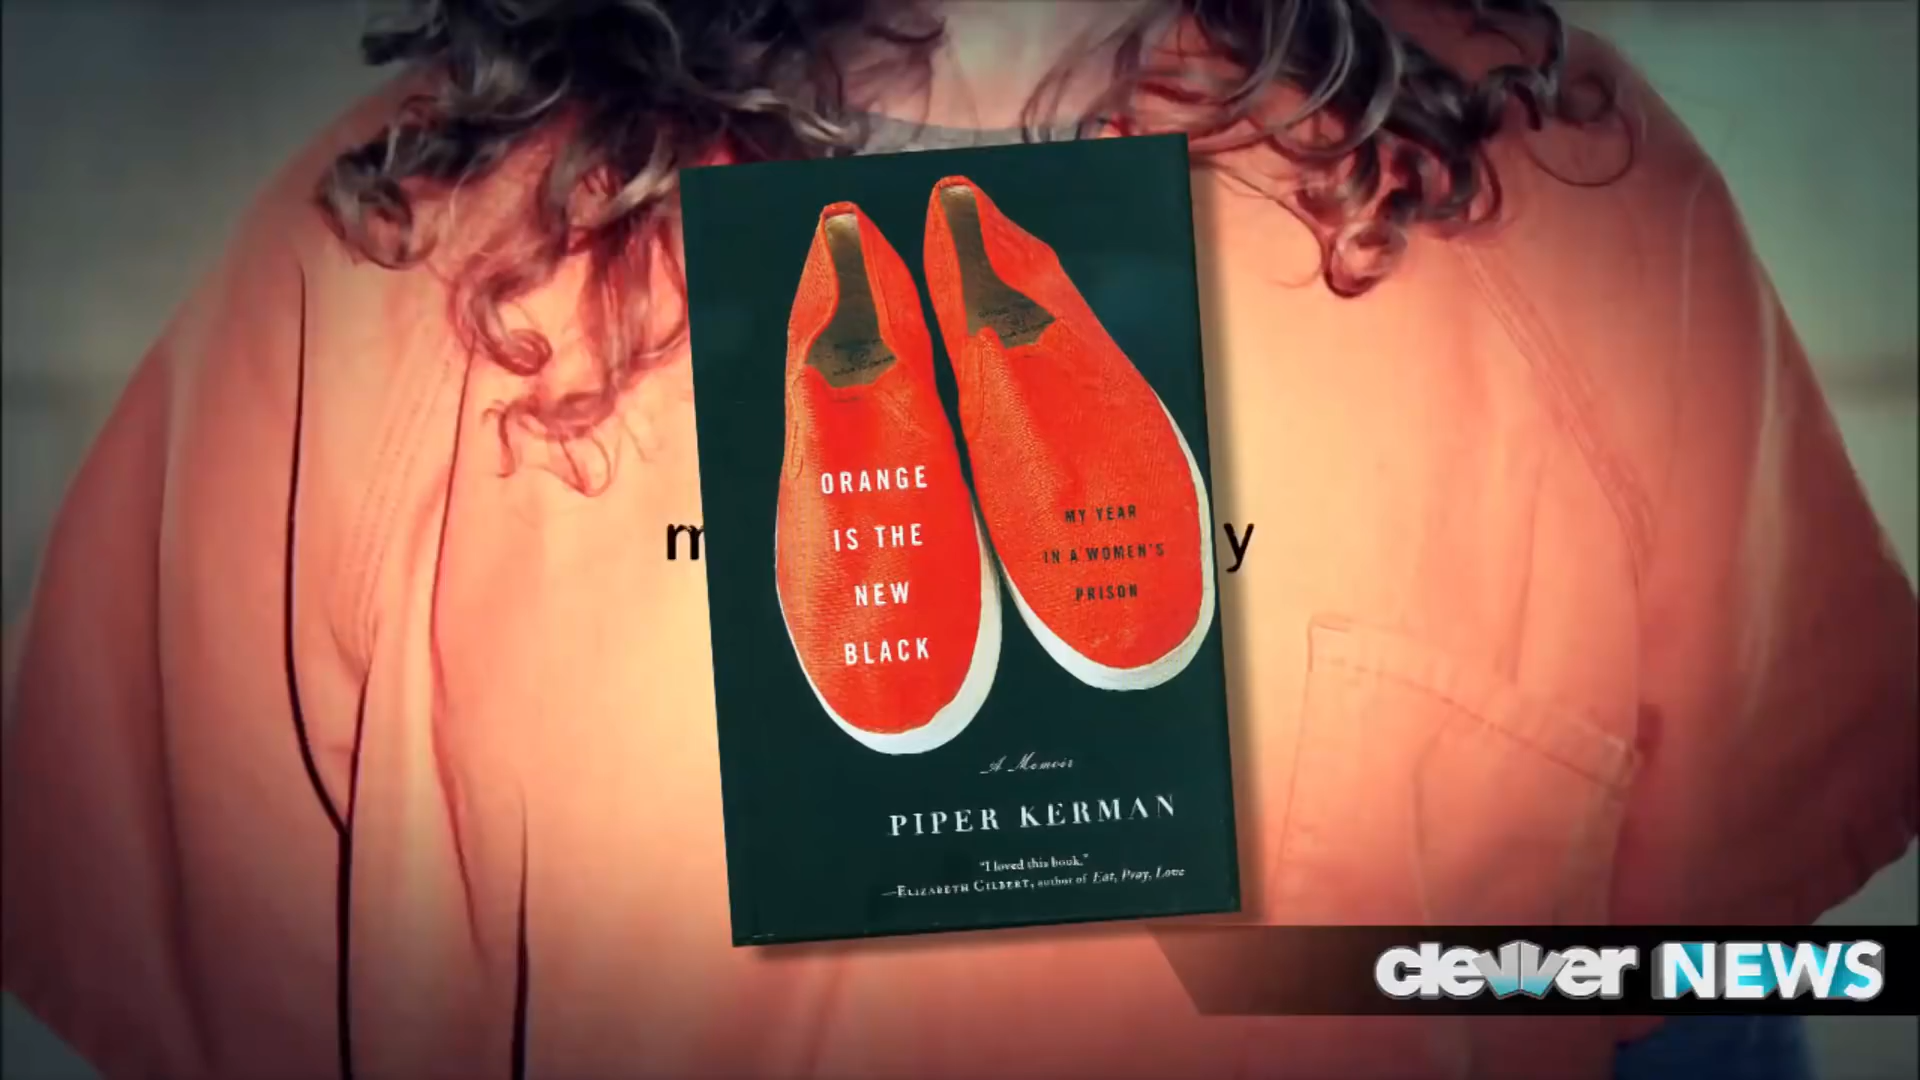 ORANGE
IS THE
NEW
BLACK
MY YEAR
IN A WOMEN'S
PRISON
A Memoir
PIPER KERMAN
"I loved this book."
—ELIZABETH GILBERT, author of Eat, Pray, Love
m
y
clevver NEWS